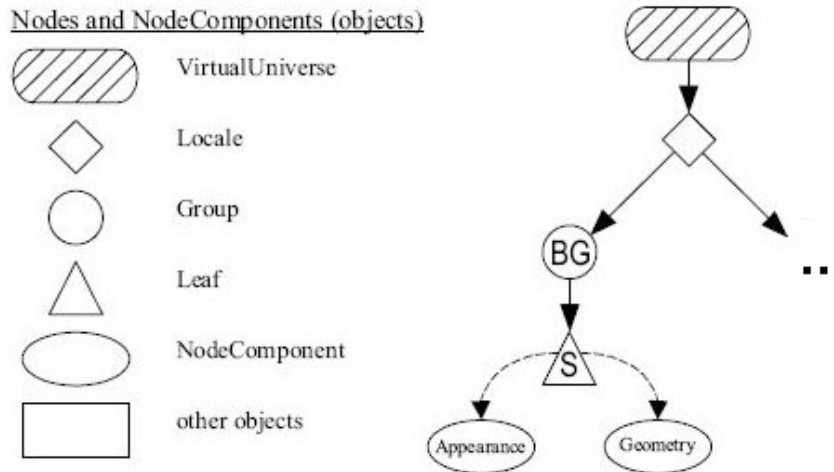 Nodes and NodeComponents (objects)
VirtualUniverse
Locale
Group
Leaf
NodeComponent
other objects
BG
S
Appearance
Geometry
..